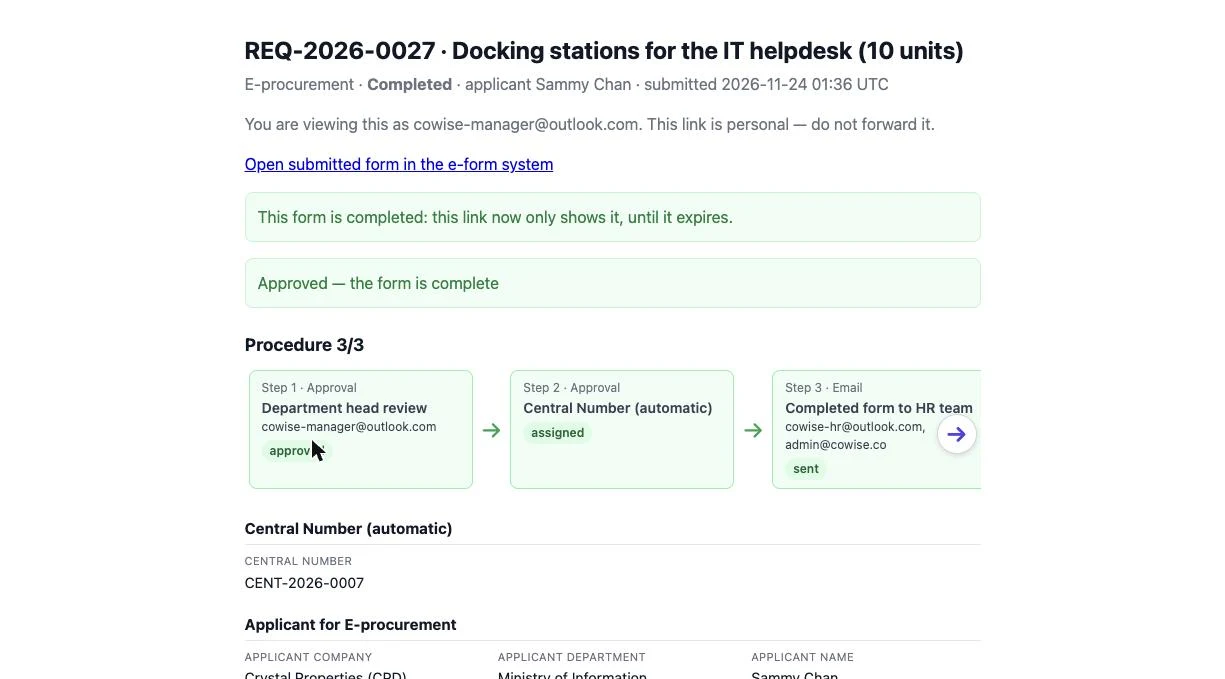 REQ-2026-0027 · Docking stations for the IT helpdesk (10 units)
E-procurement · Completed · applicant Sammy Chan · submitted 2026-11-24 01:36 UTC
You are viewing this as cowise-manager@outlook.com. This link is personal — do not forward it.
Open submitted form in the e-form system
This form is completed: this link now only shows it, until it expires.
Approved — the form is complete
Procedure 3/3
Step 1 · Approval
Department head review
cowise-manager@outlook.com
Step 2 · Approval
Central Number (automatic)
assigned
Step 3 · Email
Completed form to HR team
cowise-hr@outlook.com,
admin@cowise.co
sent
Central Number (automatic)
CENTRAL NUMBER
CENT-2026-0007
Applicant for E-procurement
APPLICANT COMPANY APPLICANT DEPARTMENT APPLICANT NAME
Crystal Properties (CPD) Ministry of Information Sammy Chan